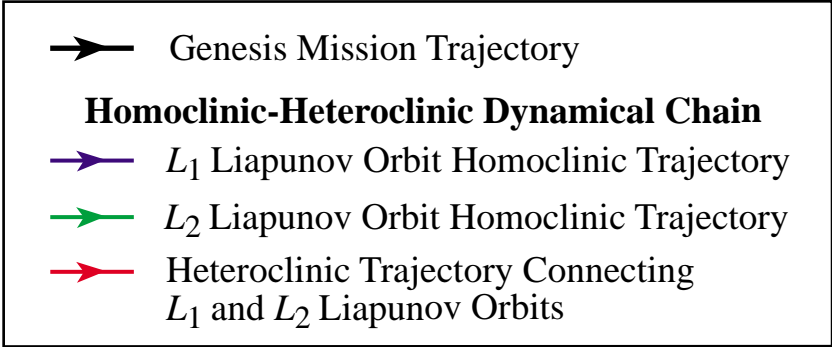 Genesis Mission Trajectory
Homoclinic-Heteroclinic Dynamical Chain
L1 Liapunov Orbit Homoclinic Trajectory
L2 Liapunov Orbit Homoclinic Trajectory
Heteroclinic Trajectory Connecting
L1 and L2 Liapunov Orbits